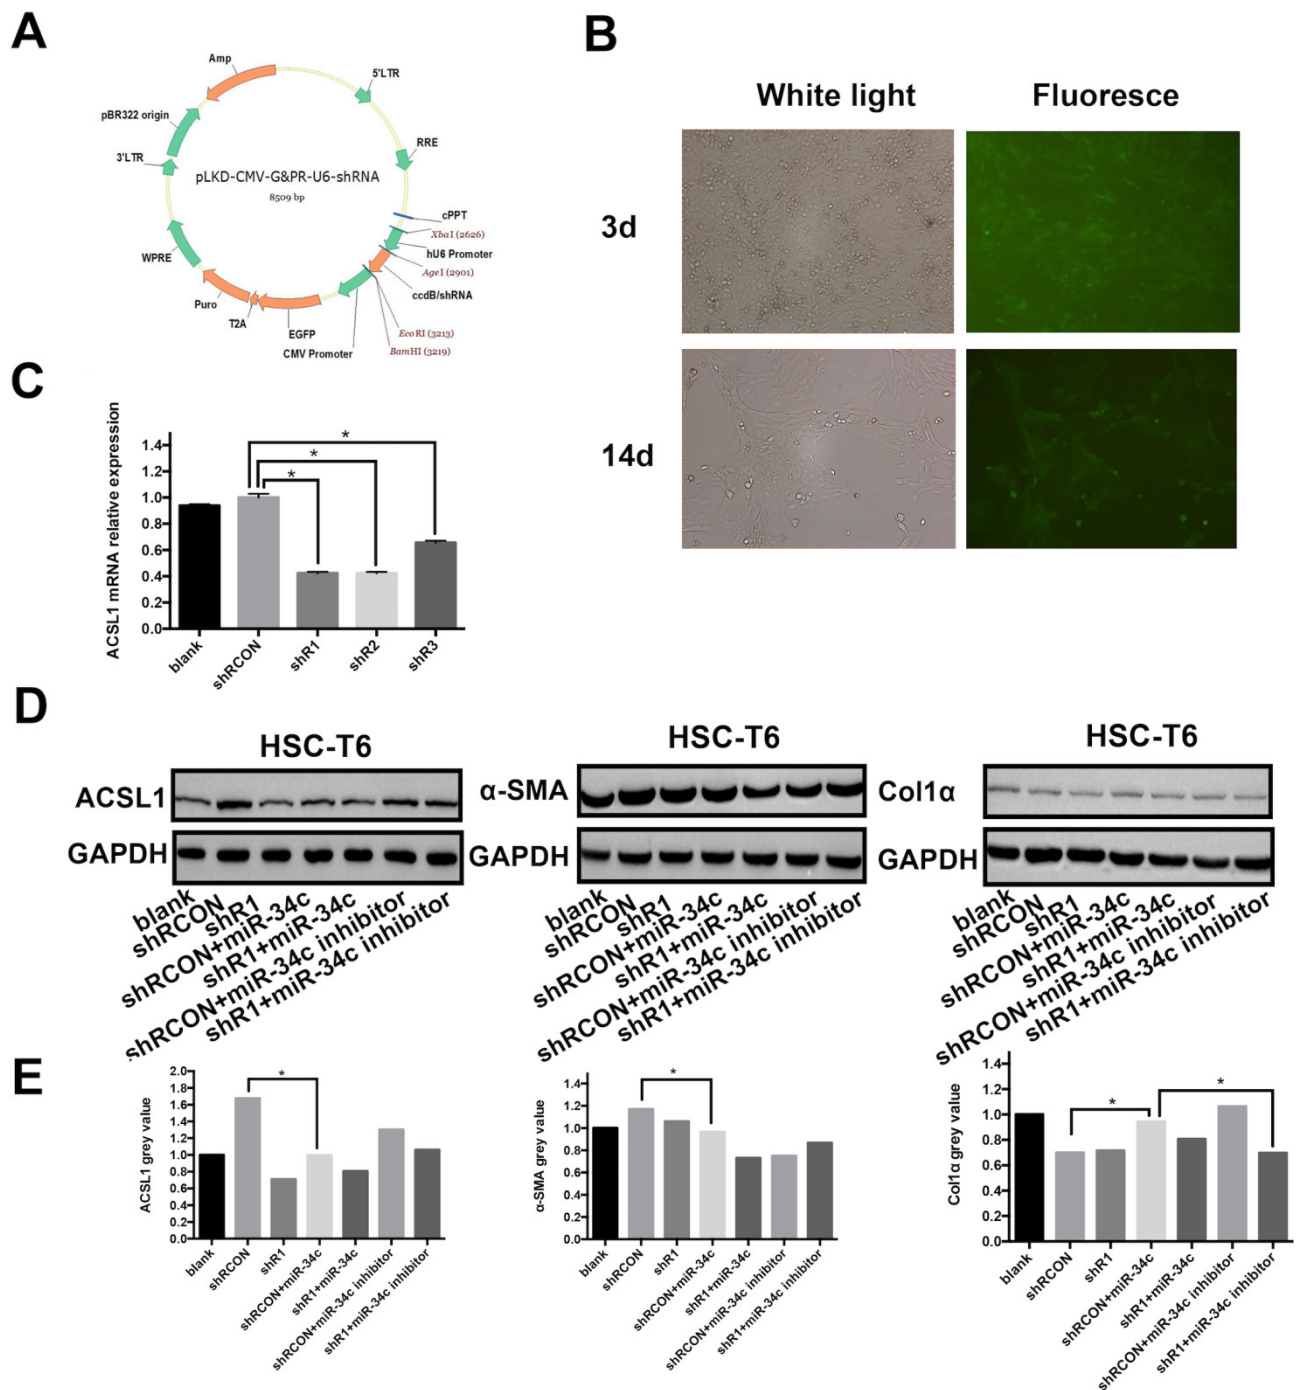 A
Amp
5'LTR
pBR322 origin
RRE
3'LTR
pLKD-CMV-G&PR-U6-shRNA
8509 bp
cPPT
XbaI (2626)
hU6 Promoter
AgeI (2901)
ccdB/shRNA
WPRE
Puro
T2A
EGFP
CMV Promoter
EcoRI (3213)
BamHI (3219)
B
White light
Fluoresce
3d
14d
C
ACSL1 mRNA relative expression
1.4
1.2
1.0
0.8
0.6
0.4
0.2
0.0
*
*
*
blank
shRCON
shR1
shR2
shR3
D
HSC-T6
ACSL1
GAPDH
blank
shRCON
shR1
shRCON+miR-34c
shR1+miR-34c
shRCON+miR-34c inhibitor
shR1+miR-34c inhibitor
HSC-T6
α-SMA
GAPDH
blank
shRCON
shR1
shRCON+miR-34c
shR1+miR-34c
shRCON+miR-34c inhibitor
shR1+miR-34c inhibitor
HSC-T6
Col1α
GAPDH
blank
shRCON
shR1
shRCON+miR-34c
shR1+miR-34c
shRCON+miR-34c inhibitor
shR1+miR-34c inhibitor
E
ACSL1 grey value
2.0
1.8
1.6
1.4
1.2
1.0
0.8
0.6
0.4
0.2
0.0
*
blank
shRCON
shR1
shRCON+miR-34c
shR1+miR-34c
shRCON+miR-34c inhibitor
shR1+miR-34c inhibitor
α-SMA grey value
1.4
1.2
1.0
0.8
0.6
0.4
0.2
0.0
*
blank
shRCON
shR1
shRCON+miR-34c
shR1+miR-34c
shRCON+miR-34c inhibitor
shR1+miR-34c inhibitor
Col1α grey value
1.4
1.2
1.0
0.8
0.6
0.4
0.2
0.0
*
*
blank
shRCON
shR1
shRCON+miR-34c
shR1+miR-34c
shRCON+miR-34c inhibitor
shR1+miR-34c inhibitor